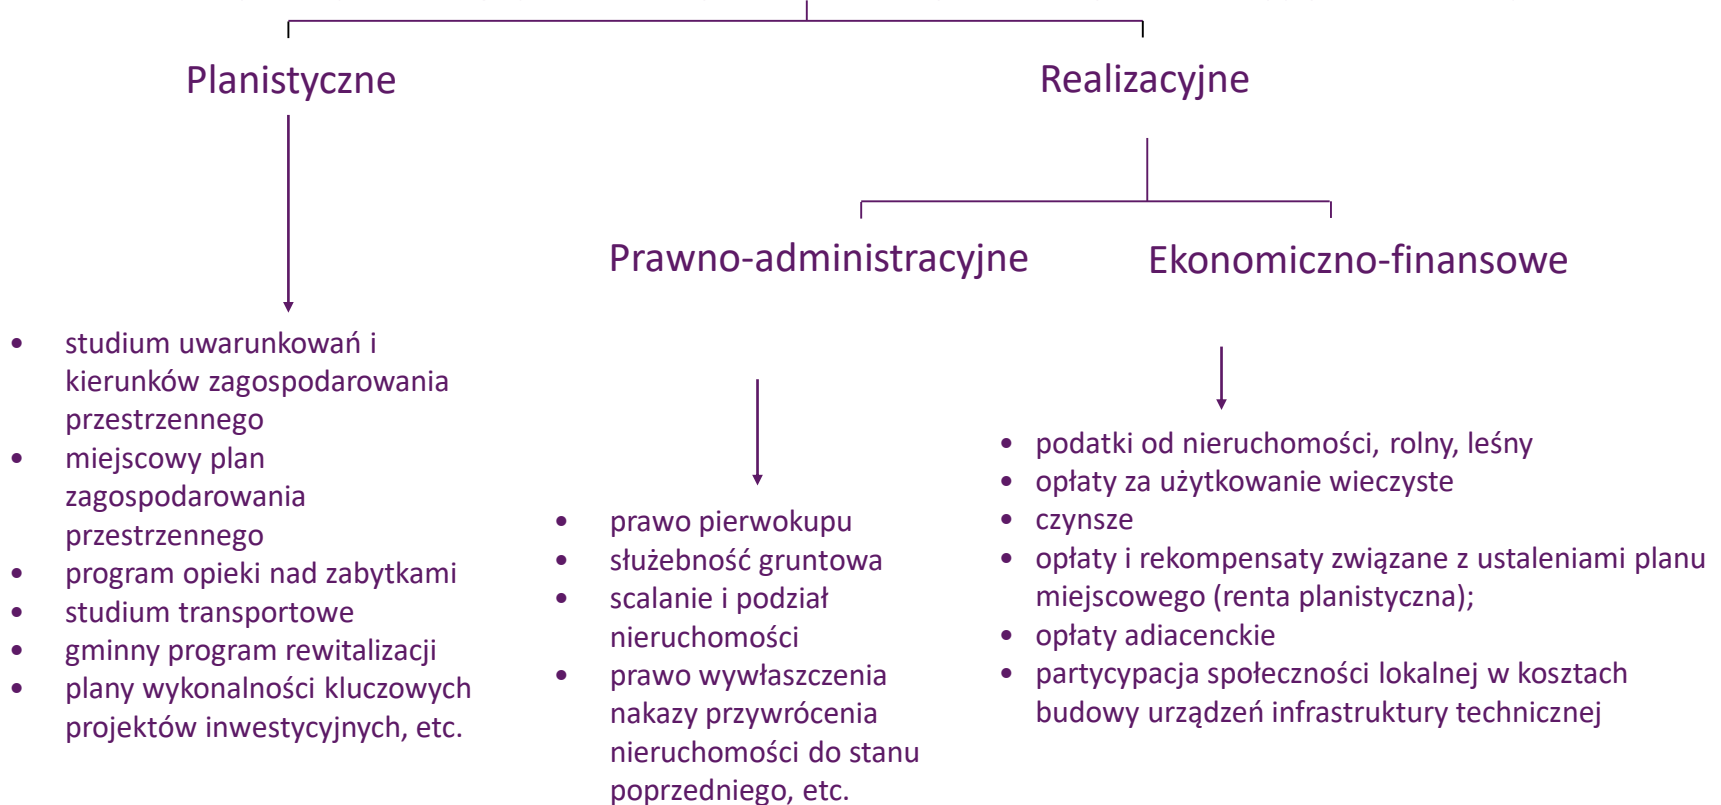 Planistyczne
Realizacyjne
Prawno-administracyjne
Ekonomiczno-finansowe
• studium uwarunkowań i
kierunków zagospodarowania
przestrzennego
• miejscowy plan
zagospodarowania
przestrzennego
• program opieki nad zabytkami
• studium transportowe
• gminny program rewitalizacji
• plany wykonalności kluczowych
projektów inwestycyjnych, etc.
• prawo pierwokupu
• służebność gruntowa
• scalanie i podział
nieruchomości
• prawo wywłaszczenia
nakazy przywrócenia
nieruchomości do stanu
poprzedniego, etc.
• podatki od nieruchomości, rolny, leśny
• opłaty za użytkowanie wieczyste
• czynsze
• opłaty i rekompensaty związane z ustaleniami planu
miejscowego (renta planistyczna);
• opłaty adiacenckie
• partycypacja społeczności lokalnej w kosztach
budowy urządzeń infrastruktury technicznej